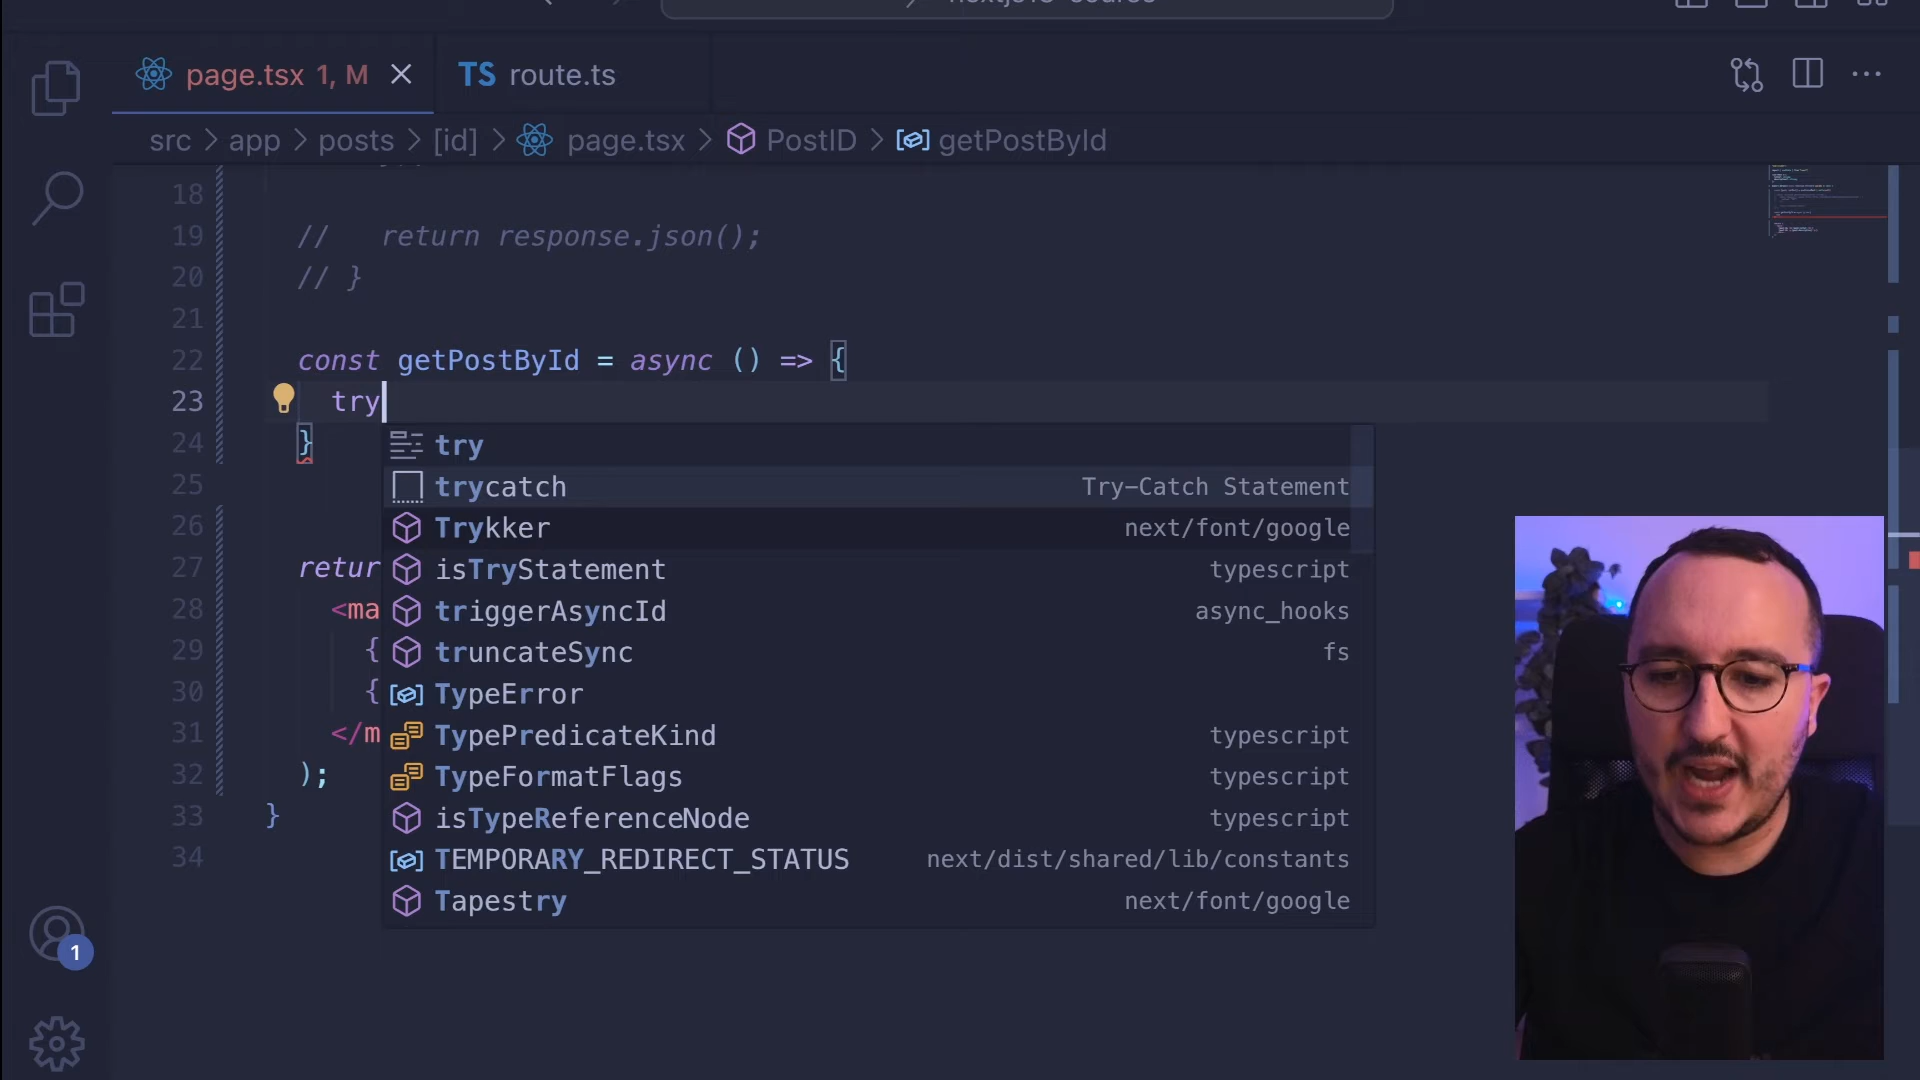 page.tsx 1, M
TS route.ts
src > app > posts > [id] > page.tsx > PostID > getPostById
18
19 // return response.json();
20 // }
21
22 const getPostById = async () => {
23 try
24 }
25
26
27 retur
28 <ma
29 {
30 {
31 </m
32 );
33 }
34
try
trycatch Try-Catch Statement
Trykker next/font/google
isTryStatement typescript
triggerAsyncId async_hooks
truncateSync fs
TypeError
TypePredicateKind typescript
TypeFormatFlags typescript
isTypeReferenceNode typescript
TEMPORARY_REDIRECT_STATUS next/dist/shared/lib/constants
Tapestry next/font/google
1